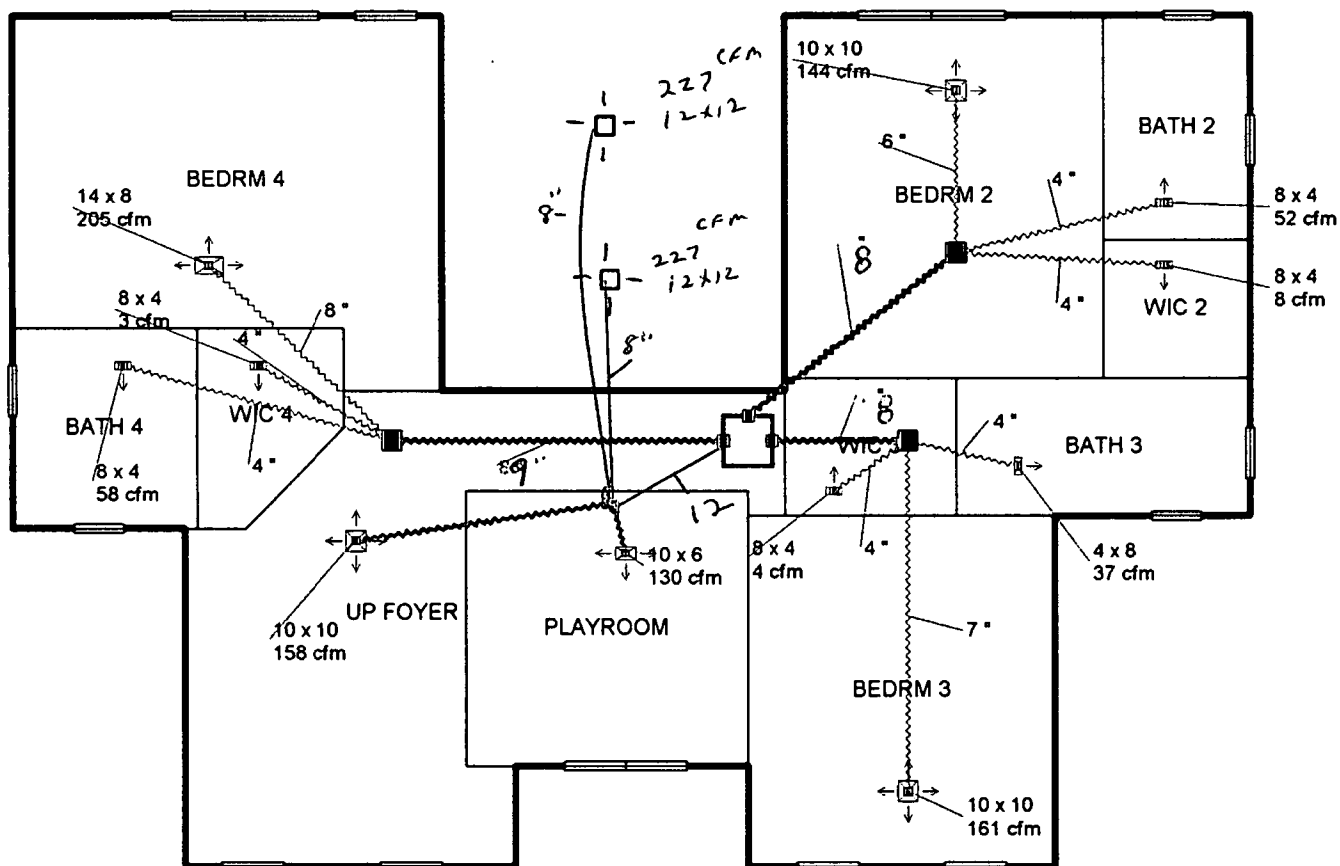 10 x 10
144 cfm
CFM
227
12x12
BATH 2
6"
BEDRM 4
BEDRM 2
4"
14 x 8
205 cfm
8"
8 x 4
52 cfm
CFM
227
12x12
8"
8 x 4
8 cfm
4"
WIC 2
8 x 4
3 cfm
8"
4"
8"
BATH 4
WIC 4
8"
WIC
4"
BATH 3
8 x 4
58 cfm
4"
9"
12
4"
10 x 6
130 cfm
8 x 4
4 cfm
4 x 8
37 cfm
UP FOYER
PLAYROOM
10 x 10
158 cfm
7"
BEDRM 3
10 x 10
161 cfm